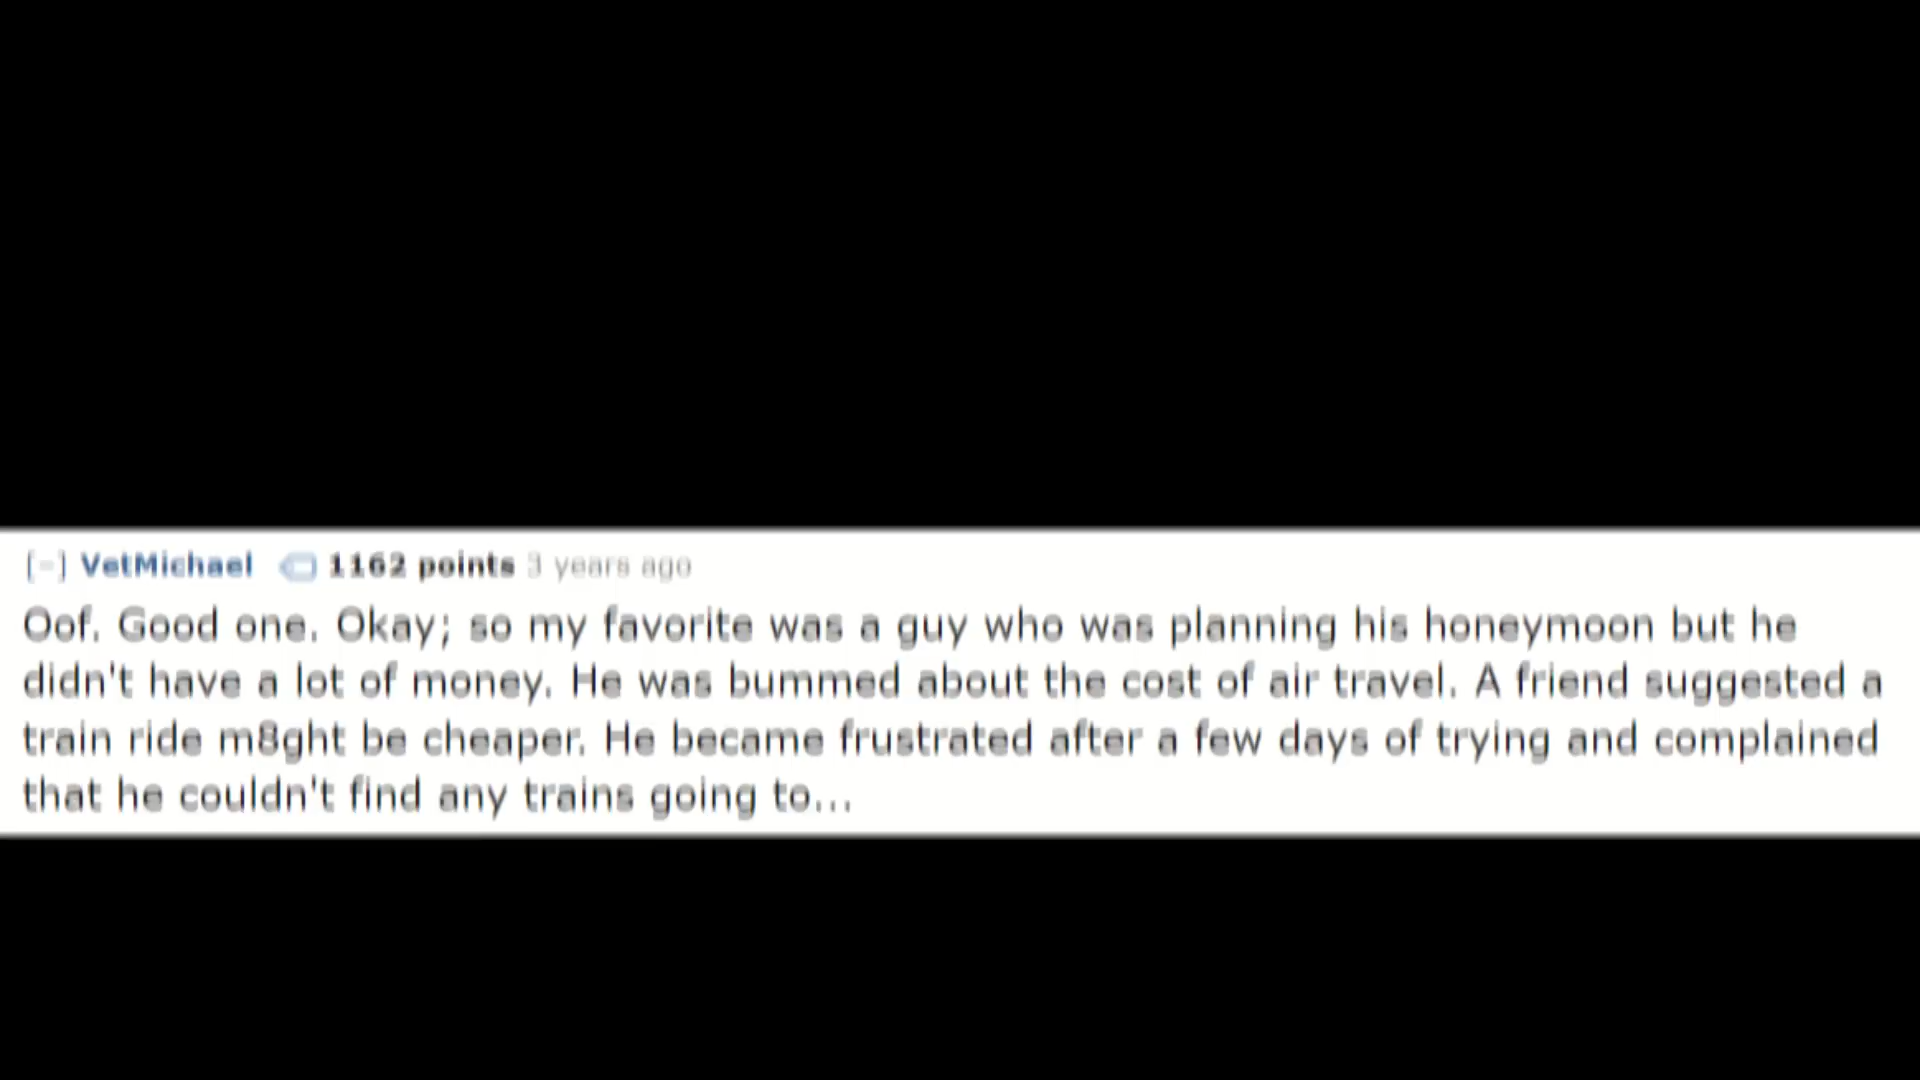 [-] VetMichael 1162 points 3 years ago
Oof. Good one. Okay; so my favorite was a guy who was planning his honeymoon but he
didn't have a lot of money. He was bummed about the cost of air travel. A friend suggested a
train ride m8ght be cheaper. He became frustrated after a few days of trying and complained
that he couldn't find any trains going to...